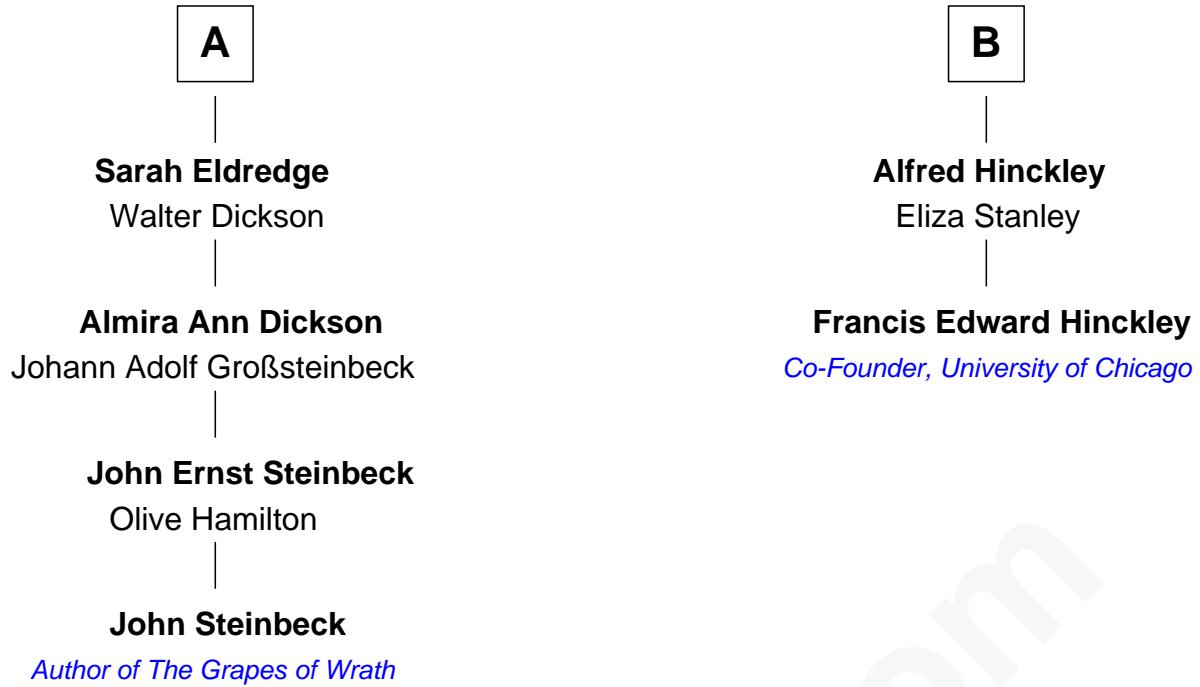 A
Sarah Eldredge
Walter Dickson
Almira Ann Dickson
Johann Adolf Großsteinbeck
John Ernst Steinbeck
Olive Hamilton
John Steinbeck
Author of The Grapes of Wrath
B
Alfred Hinckley
Eliza Stanley
Francis Edward Hinckley
Co-Founder, University of Chicago
om